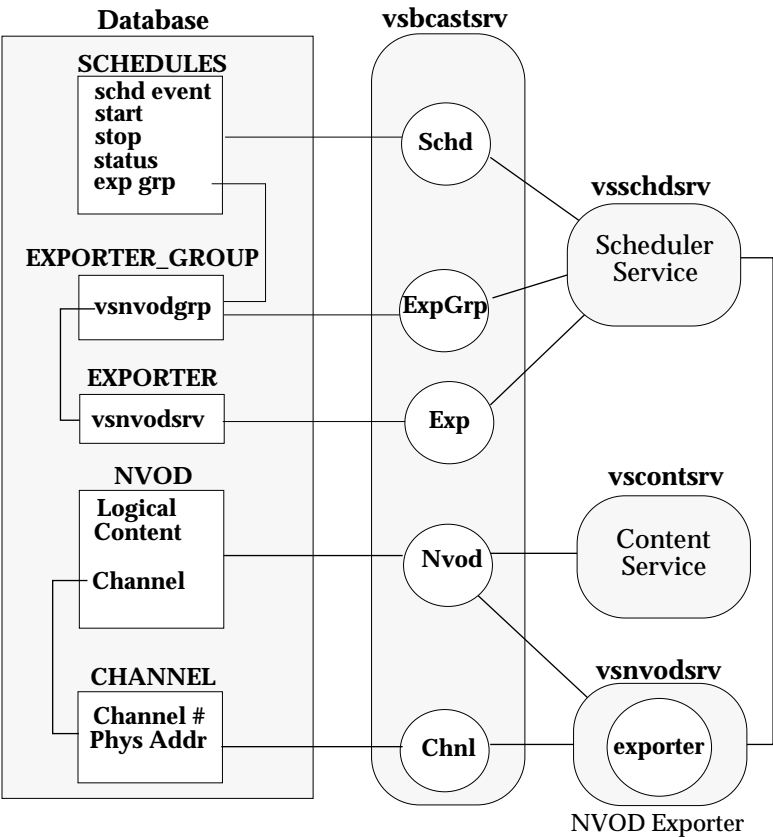 Database
SCHEDULES
schd event
start
stop
status
exp grp
EXPORTER_GROUP
vsnvodgrp
EXPORTER
vsnvodsrv
NVOD
Logical
Content
Channel
CHANNEL
Channel #
Phys Addr
vsbcastsrv
Schd
ExpGrp
Exp
Nvod
Chnl
vsschdsrv
Scheduler
Service
vscontsrv
Content
Service
vsnvodsrv
exporter
NVOD Exporter